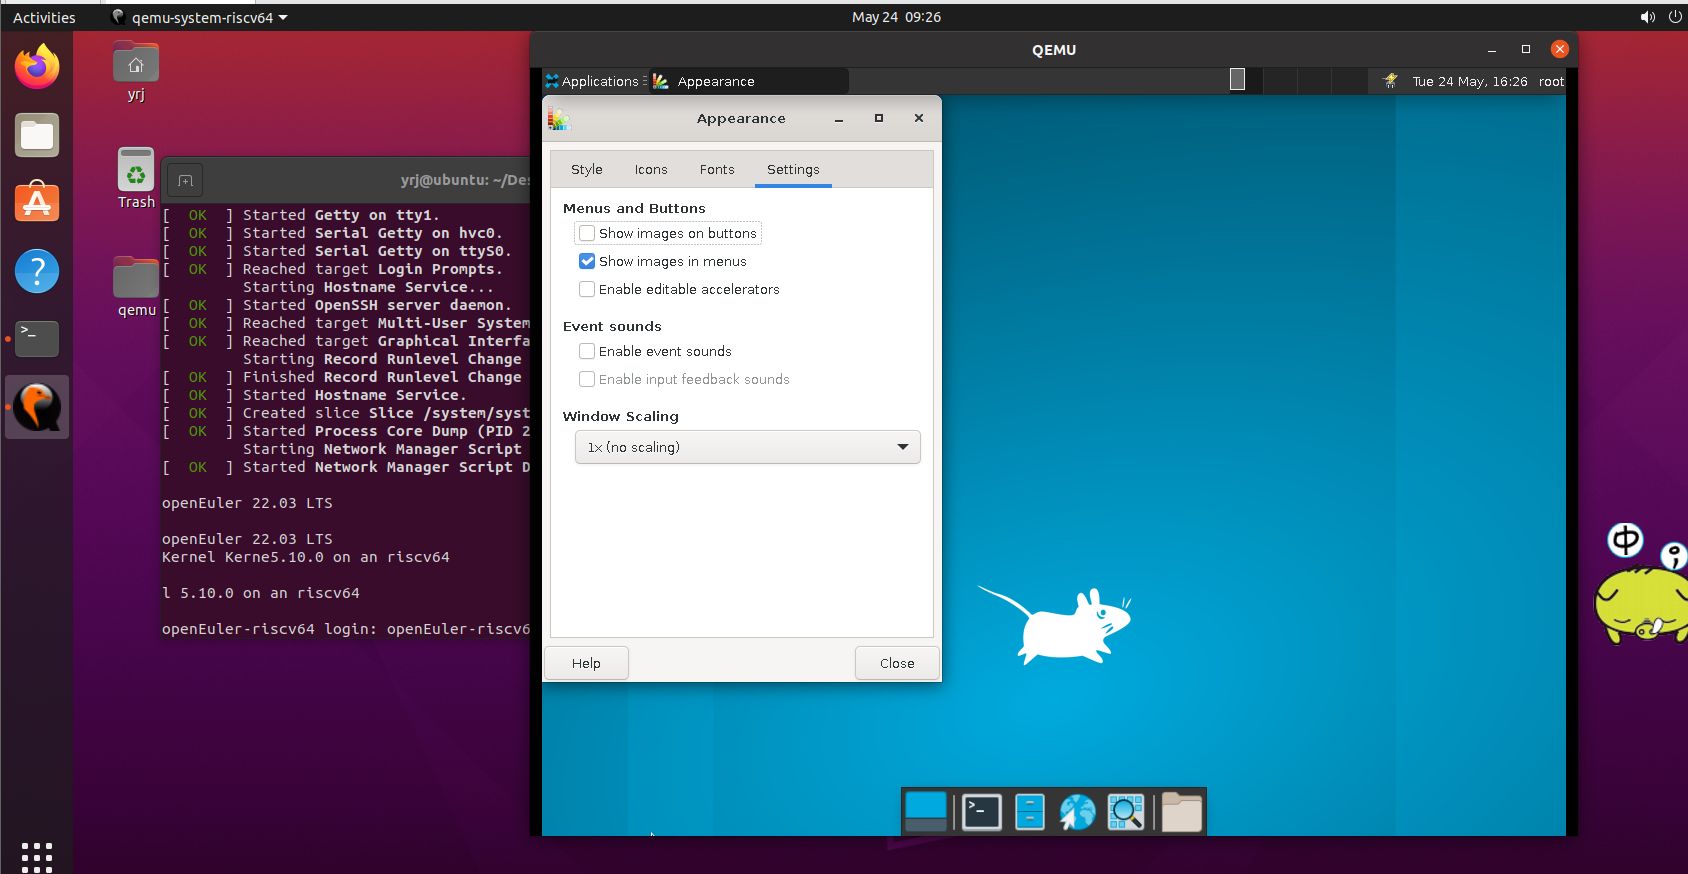 Activities
qemu-system-riscv64
May 24 09:26
QEMU
yrj
Trash
qemu
yrj@ubuntu: ~/Des
[  OK  ] Started Getty on tty1.
[  OK  ] Started Serial Getty on hvc0.
[  OK  ] Started Serial Getty on ttyS0.
[  OK  ] Reached target Login Prompts.
Starting Hostname Service...
[  OK  ] Started OpenSSH server daemon.
[  OK  ] Reached target Multi-User System
[  OK  ] Reached target Graphical Interfa
Starting Record Runlevel Change
[  OK  ] Finished Record Runlevel Change
[  OK  ] Started Hostname Service.
[  OK  ] Created slice Slice /system/syst
[  OK  ] Started Process Core Dump (PID 2
Starting Network Manager Script
[  OK  ] Started Network Manager Script D
openEuler 22.03 LTS
openEuler 22.03 LTS
Kernel Kerne5.10.0 on an riscv64
l 5.10.0 on an riscv64
openEuler-riscv64 login: openEuler-riscv6
Applications
Appearance
Tue 24 May, 16:26
root
Appearance
Style
Icons
Fonts
Settings
Menus and Buttons
Show images on buttons
Show images in menus
Enable editable accelerators
Event sounds
Enable event sounds
Enable input feedback sounds
Window Scaling
1x (no scaling)
Help
Close
中